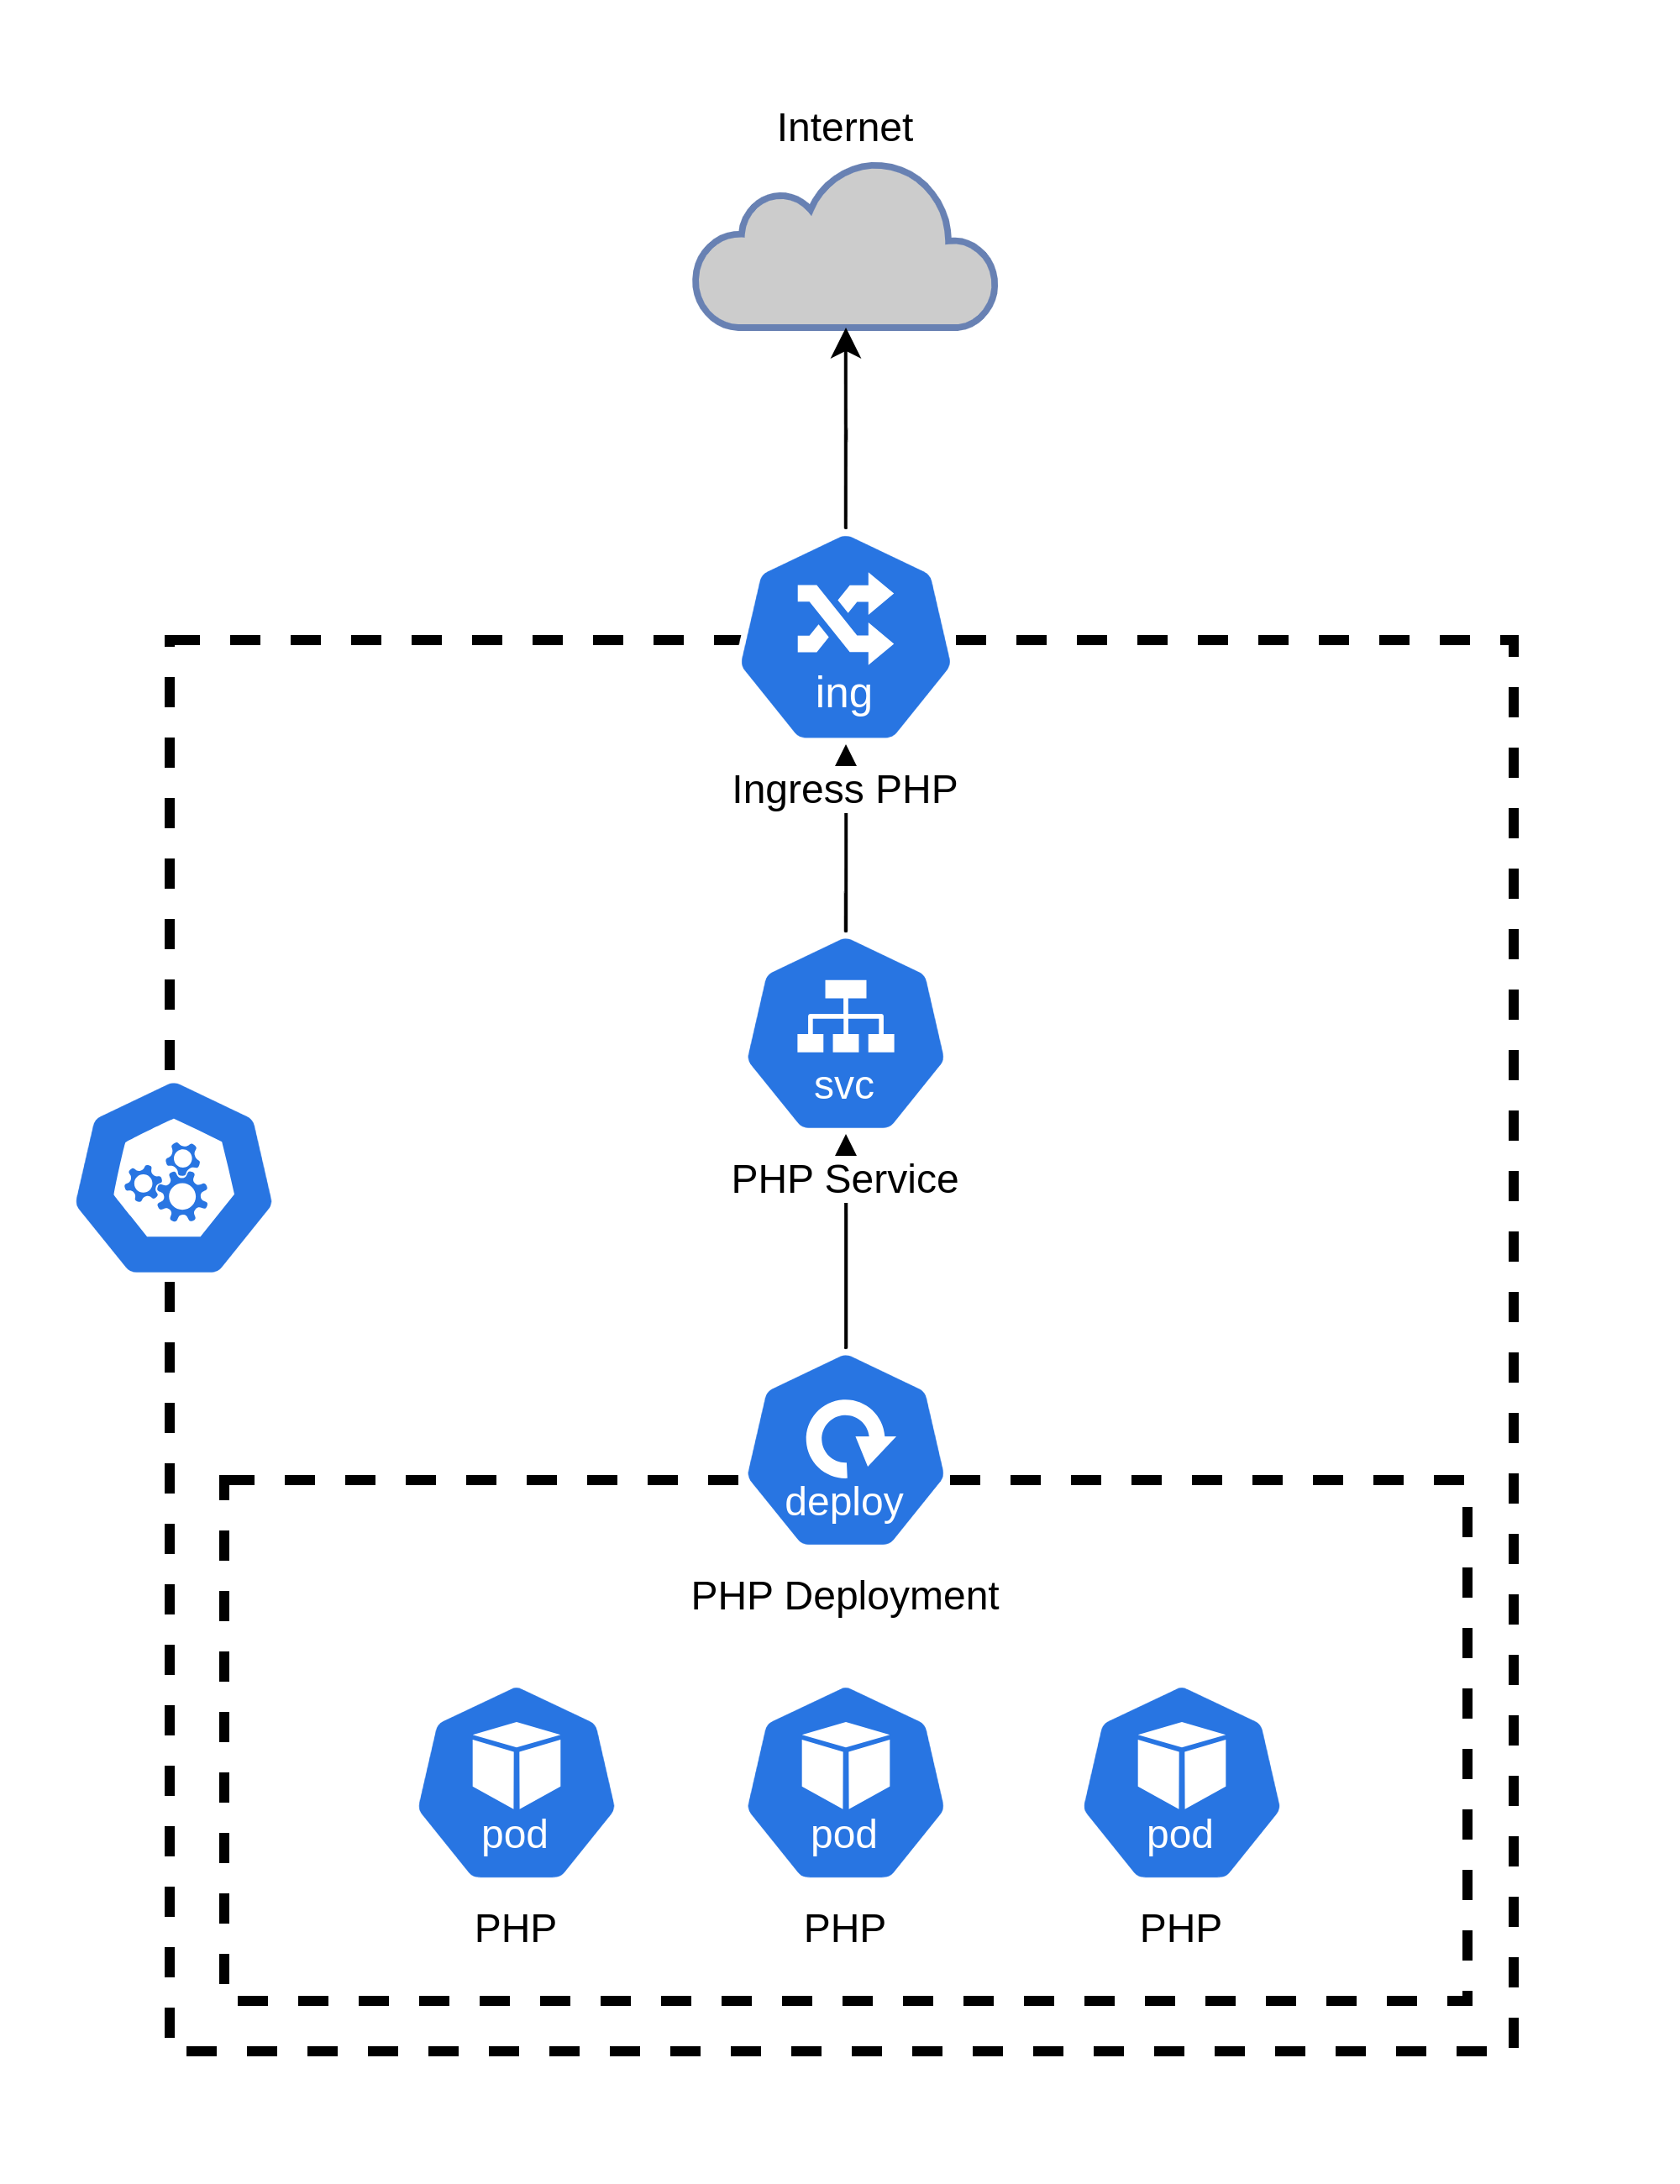 Internet
ing
Ingress PHP
svc
PHP Service
deploy
PHP Deployment
pod
pod
pod
PHP
PHP
PHP